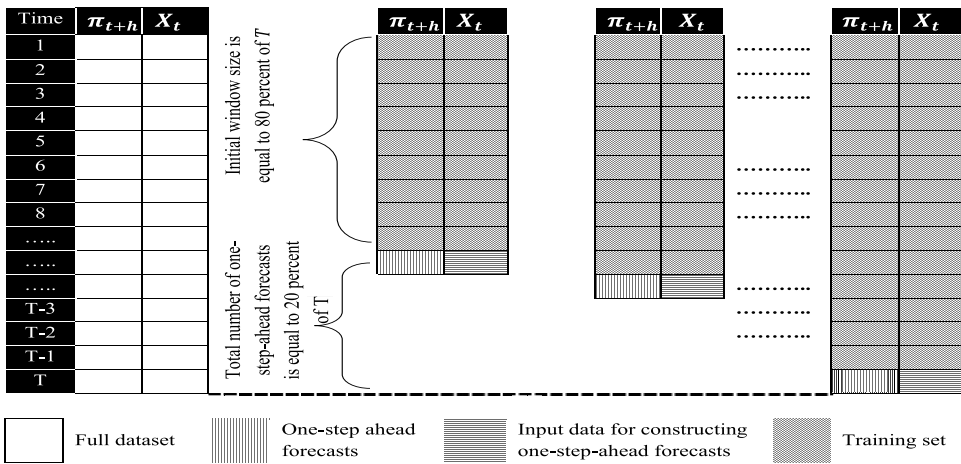 Time π_{t+h} X_t π_{t+h} X_t π_{t+h} X_t π_{t+h} X_t
1
2
3
4
5
6
7
8
.....
.....
.....
T-3
T-2
T-1
T
Initial window size is
equal to 80 percent of T
Total number of one-
step-ahead forecasts
is equal to 20 percent
of T
...........
...........
...........
...........
...........
...........
...........
...........
...........
Full dataset
One-step ahead
forecasts
Input data for constructing
one-step-ahead forecasts
Training set